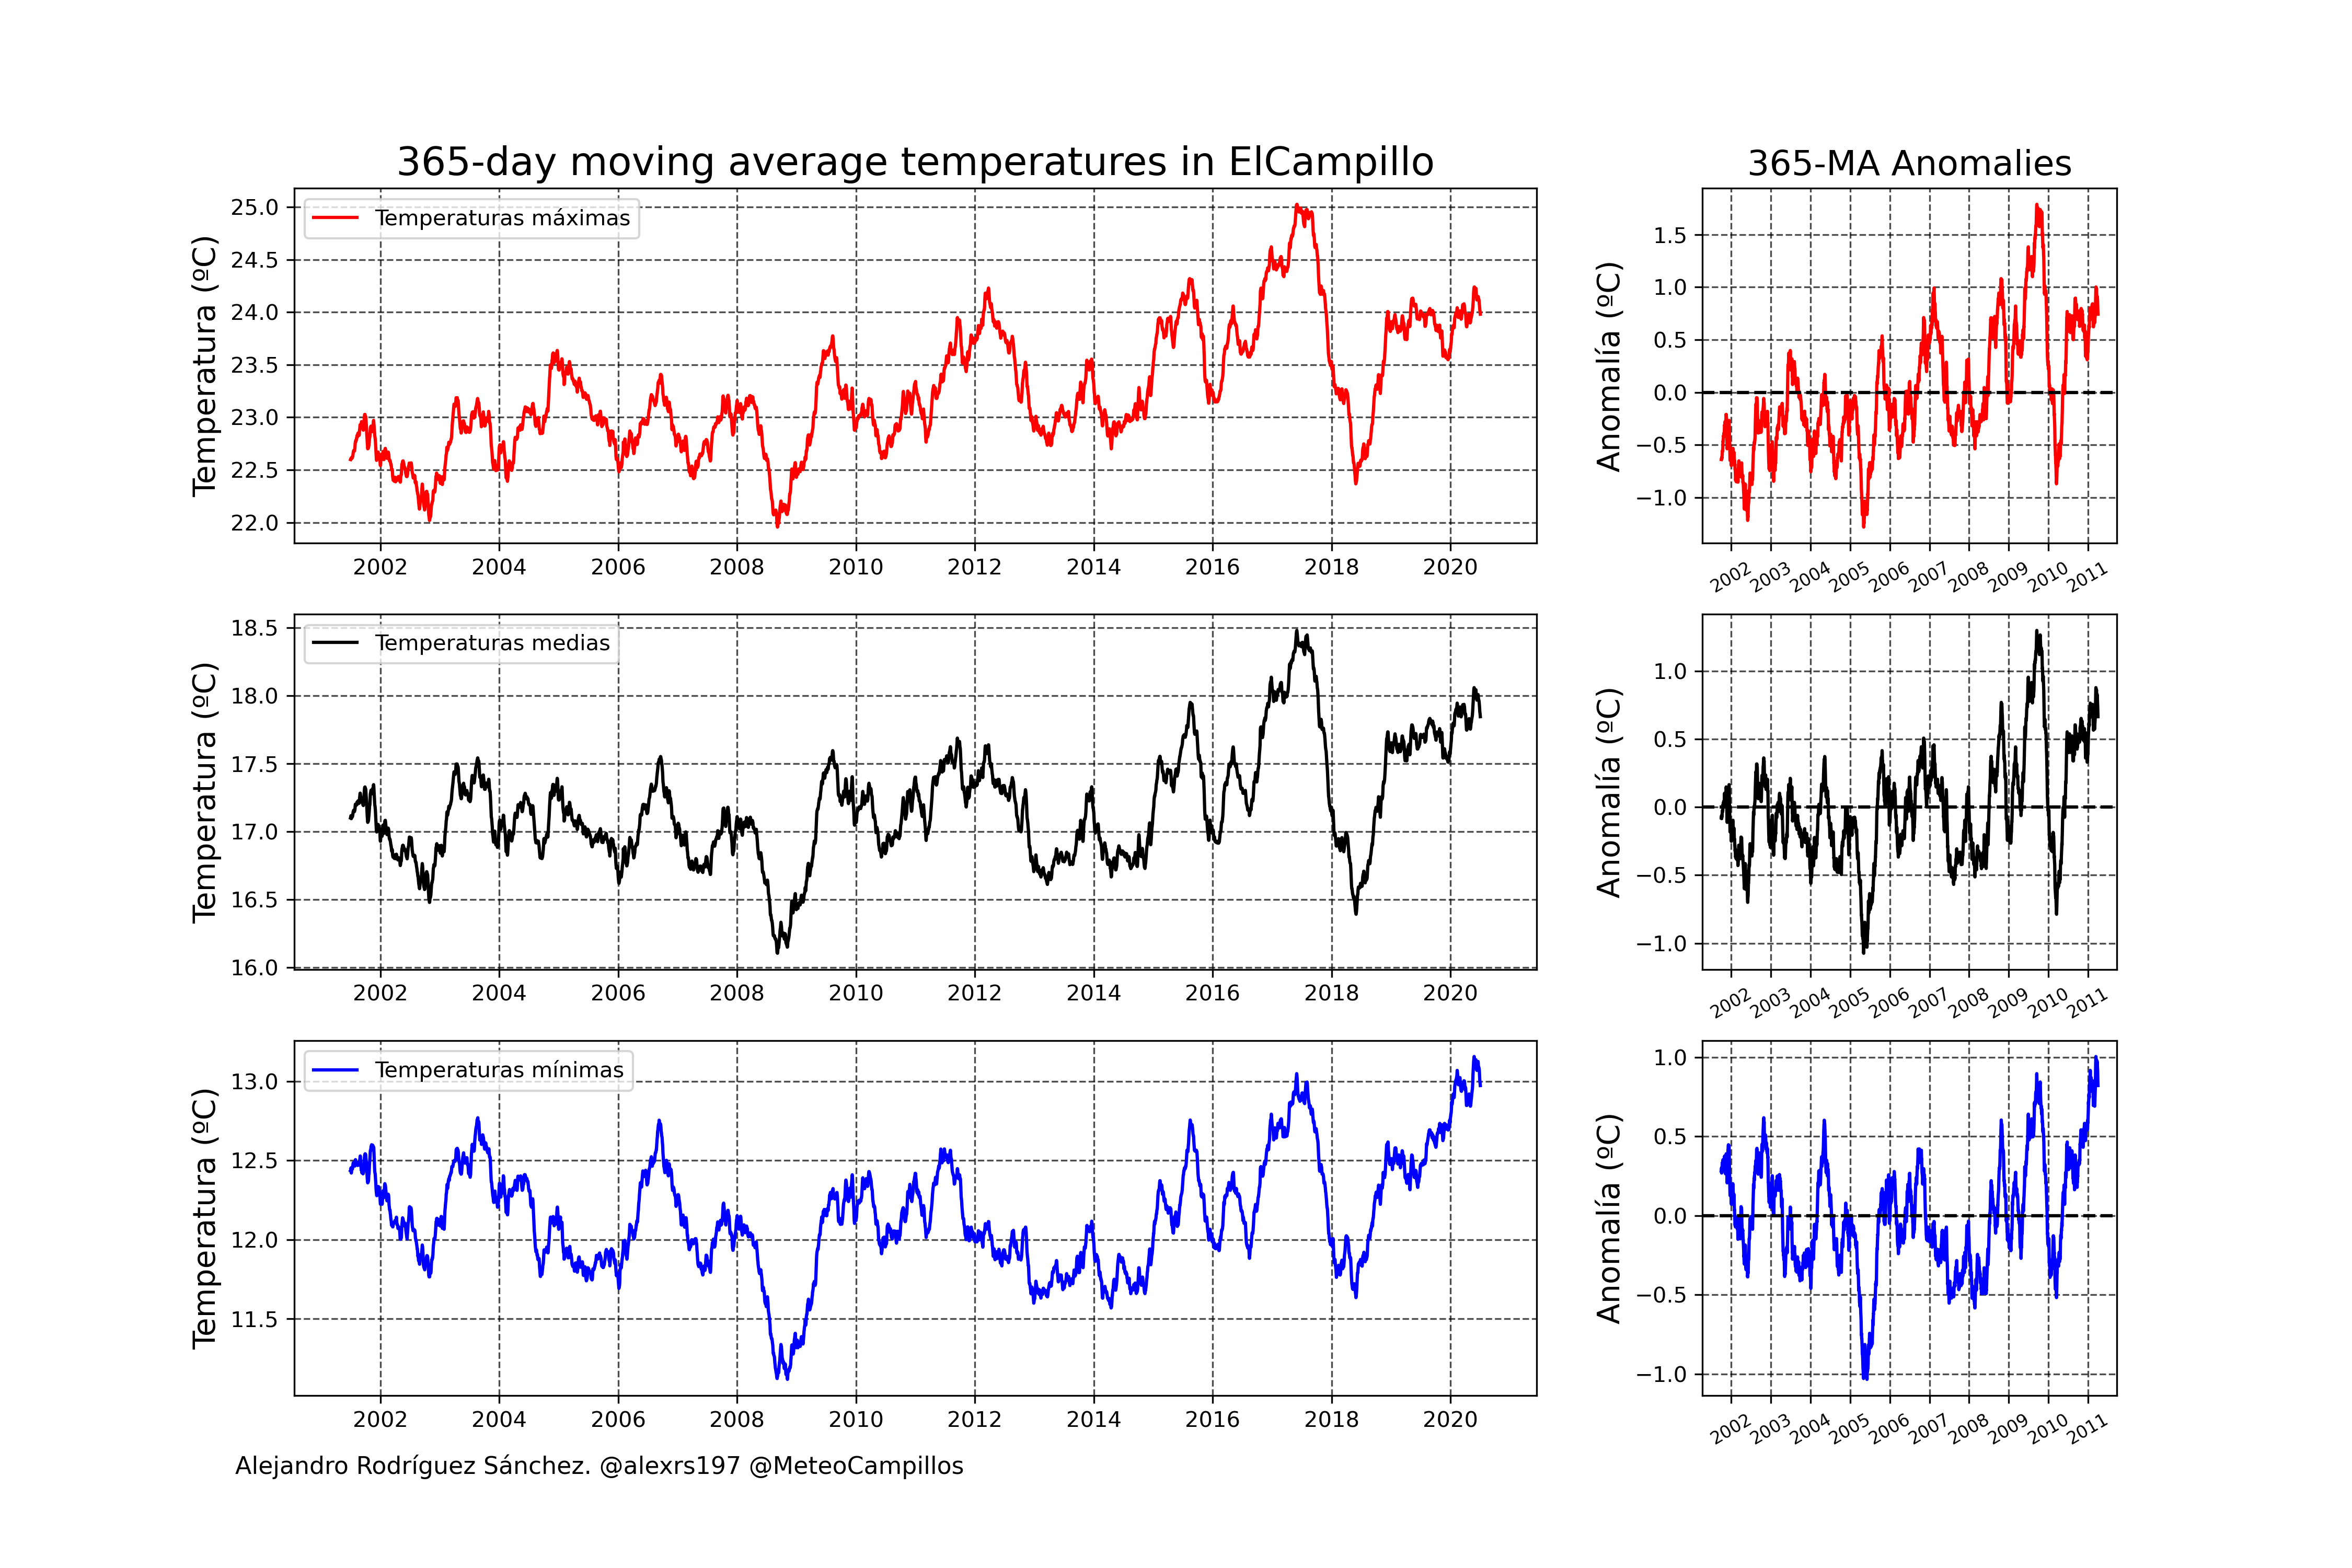 365-day moving average temperatures in ElCampillo
Temperatura (ºC)
25.0
24.5
24.0
23.5
23.0
22.5
22.0
Temperaturas máximas
2002 2004 2006 2008 2010 2012 2014 2016 2018 2020
365-MA Anomalies
Anomalía (ºC)
1.5
1.0
0.5
0.0
−0.5
−1.0
2002 2003 2004 2005 2006 2007 2008 2009 2010 2011
Temperatura (ºC)
18.5
18.0
17.5
17.0
16.5
16.0
Temperaturas medias
2002 2004 2006 2008 2010 2012 2014 2016 2018 2020
Anomalía (ºC)
1.0
0.5
0.0
−0.5
−1.0
2002 2003 2004 2005 2006 2007 2008 2009 2010 2011
Temperatura (ºC)
13.0
12.5
12.0
11.5
Temperaturas mínimas
2002 2004 2006 2008 2010 2012 2014 2016 2018 2020
Anomalía (ºC)
1.0
0.5
0.0
−0.5
−1.0
2002 2003 2004 2005 2006 2007 2008 2009 2010 2011
Alejandro Rodríguez Sánchez. @alexrs197 @MeteoCampillos